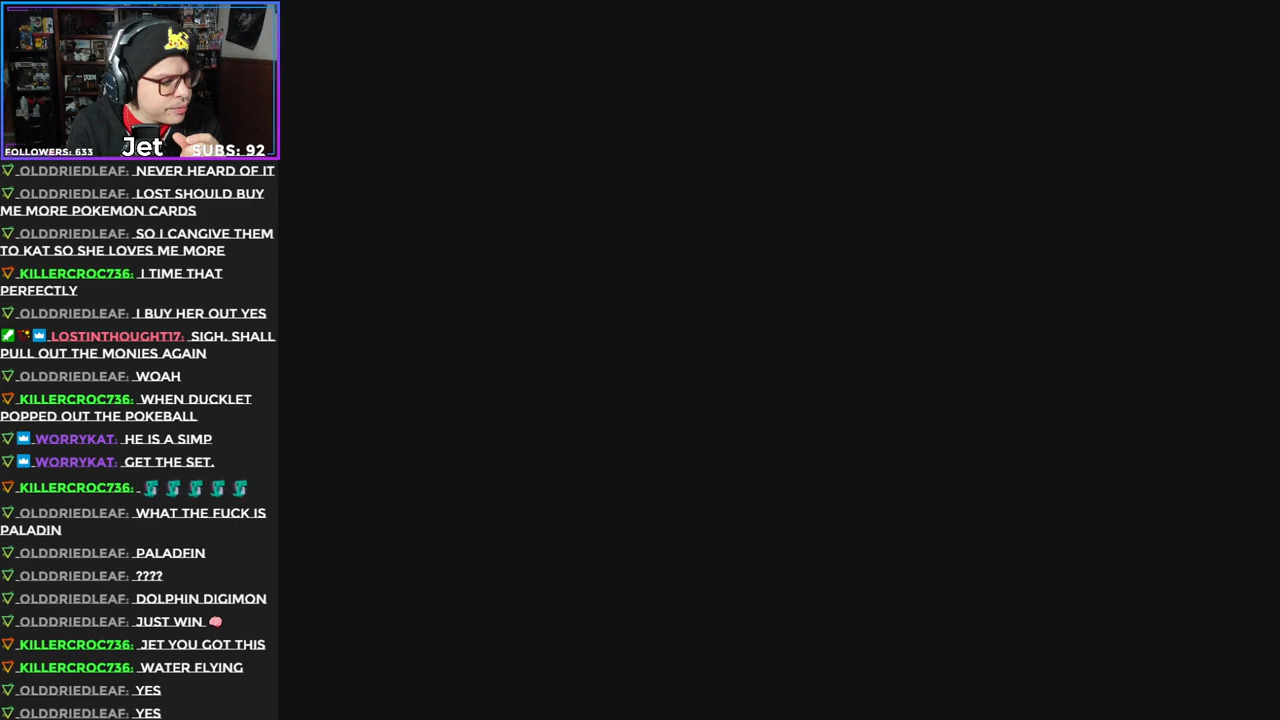 Jet
FOLLOWERS: 633
SUBS: 92
OLDDRIEDLEAF: NEVER HEARD OF IT
OLDDRIEDLEAF: LOST SHOULD BUY
ME MORE POKEMON CARDS
OLDDRIEDLEAF: SO I CANGIVE THEM
TO KAT SO SHE LOVES ME MORE
KILLERCROC736: I TIME THAT
PERFECTLY
OLDDRIEDLEAF: I BUY HER OUT YES
LOSTINTHOUGHT17: SIGH. SHALL
PULL OUT THE MONIES AGAIN
OLDDRIEDLEAF: WOAH
KILLERCROC736: WHEN DUCKLET
POPPED OUT THE POKEBALL
WORRYKAT: HE IS A SIMP
WORRYKAT: GET THE SET.
KILLERCROC736:
OLDDRIEDLEAF: WHAT THE FUCK IS
PALADIN
OLDDRIEDLEAF: PALADFIN
OLDDRIEDLEAF: ????
OLDDRIEDLEAF: DOLPHIN DIGIMON
OLDDRIEDLEAF: JUST WIN 🧠
KILLERCROC736: JET YOU GOT THIS
KILLERCROC736: WATER FLYING
OLDDRIEDLEAF: YES
OLDDRIEDLEAF: YES